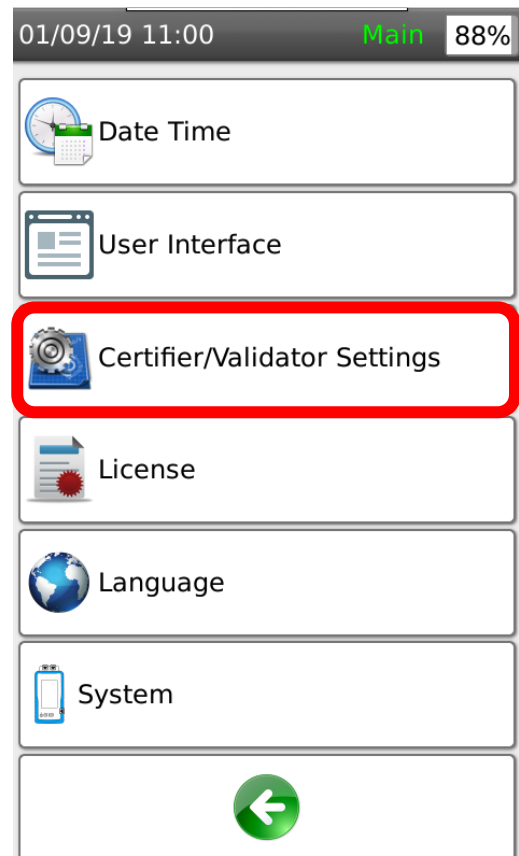 01/09/19 11:00 Main 88%
Date Time
User Interface
Certifier/Validator Settings
License
Language
System